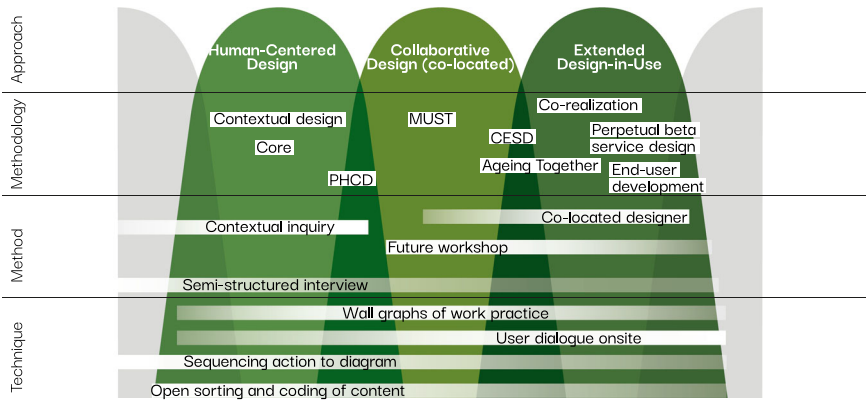 Approach
Human-Centered
Design
Collaborative
Design (co-located)
Extended
Design-in-Use
Methodology
Contextual design
Core
PHCD
MUST
CESD
Ageing Together
Co-realization
Perpetual beta
service design
End-user
development
Method
Contextual inquiry
Co-located designer
Future workshop
Semi-structured interview
Technique
Wall graphs of work practice
User dialogue onsite
Sequencing action to diagram
Open sorting and coding of content